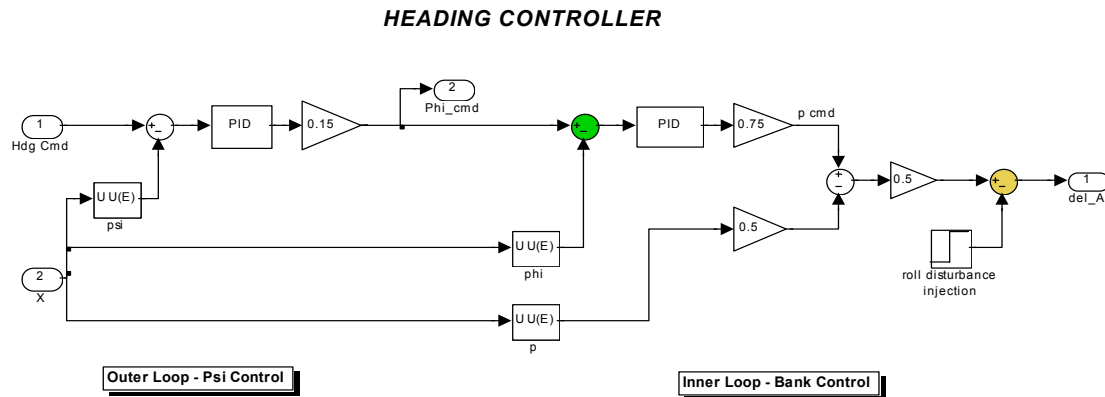 HEADING CONTROLLER
2
Phi_cmd
1
Hdg Cmd
+
−
PID
0.15
+
−
PID
0.75
p cmd
+
−
0.5
+
−
1
del_A
U U(E)
psi
U U(E)
phi
0.5
roll disturbance
injection
2
X
U U(E)
p
Outer Loop - Psi Control
Inner Loop - Bank Control